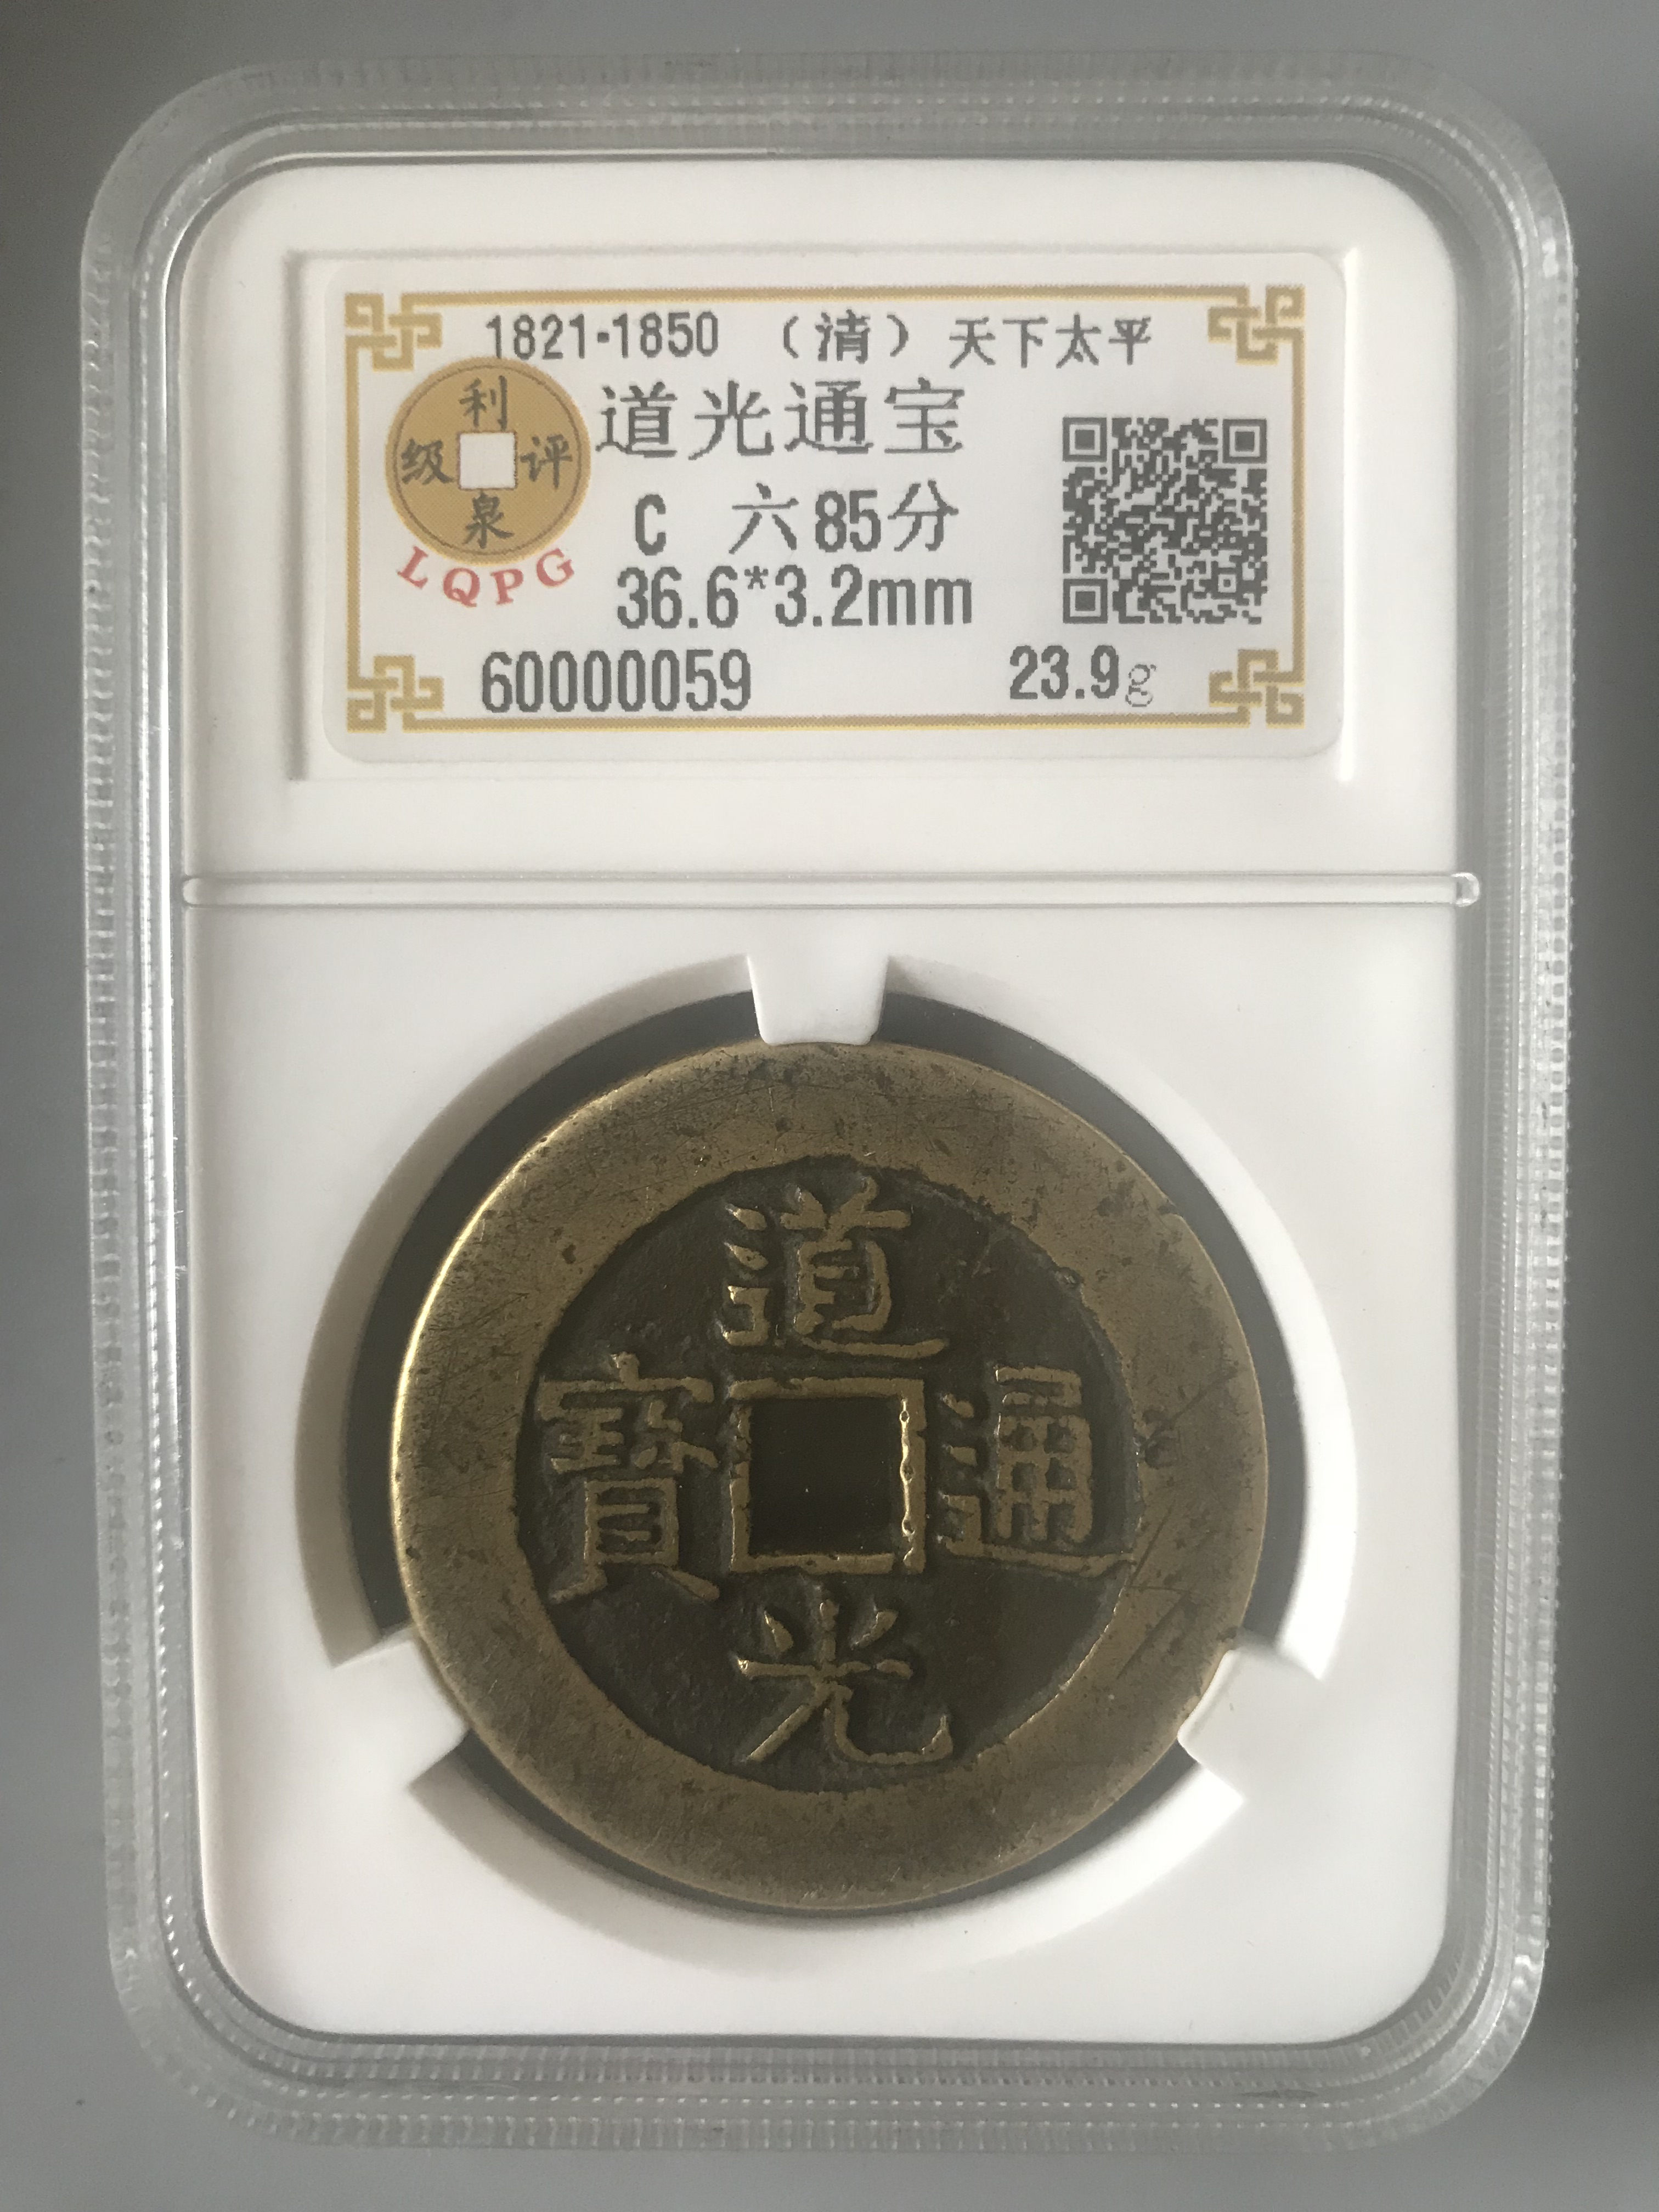 1821-1850 （清）天下太平
利泉评级
LQPG
道光通宝
C 六85分
36.6*3.2mm
60000059 23.9g
道
寶 通
光